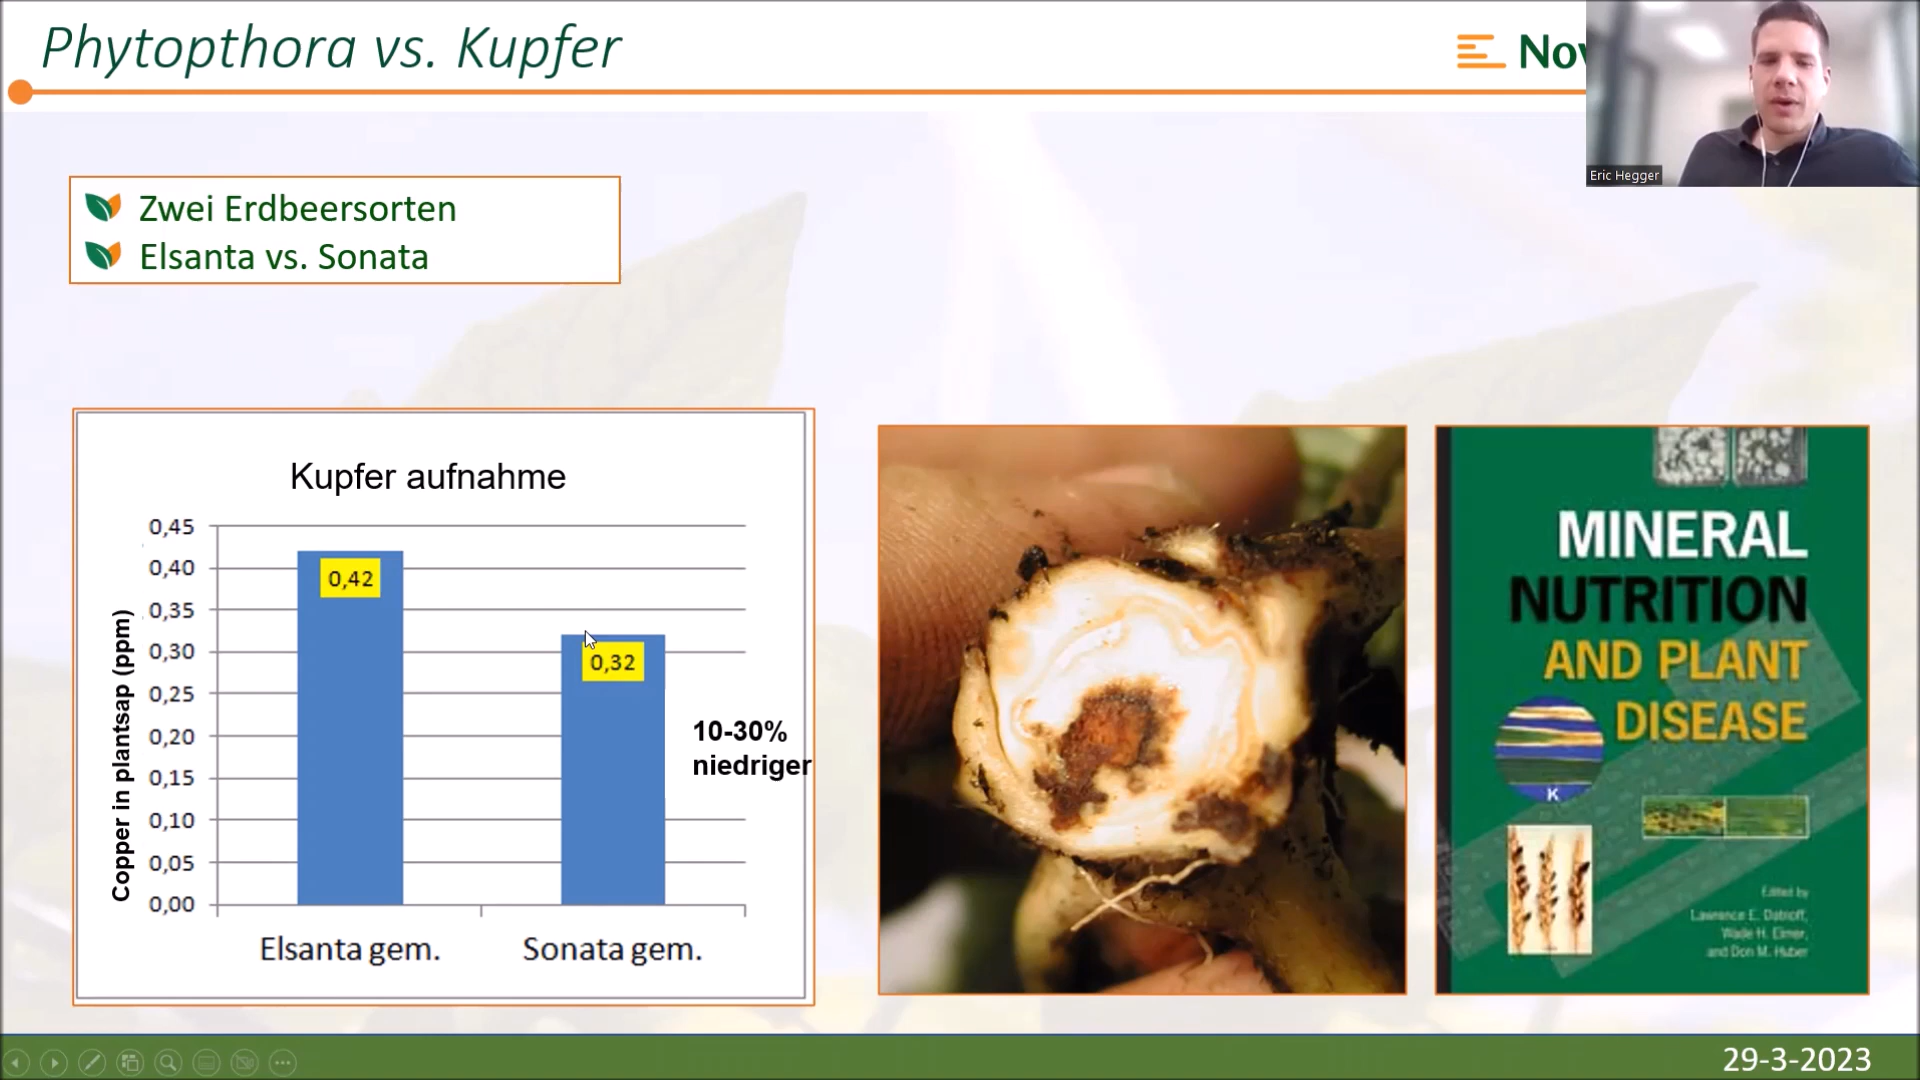 Phytopthora vs. Kupfer
Eric Hegger
Zwei Erdbeersorten
Elsanta vs. Sonata
Kupfer aufnahme
Copper in plantsap (ppm)
0,45
0,40
0,35
0,30
0,25
0,20
0,15
0,10
0,05
0,00
0,42
0,32
10-30%
niedriger
Elsanta gem.
Sonata gem.
MINERAL
NUTRITION
AND PLANT
DISEASE
K
Edited by
Lawrence E. Datnoff,
Wade H. Elmer,
and Don M. Huber
29-3-2023